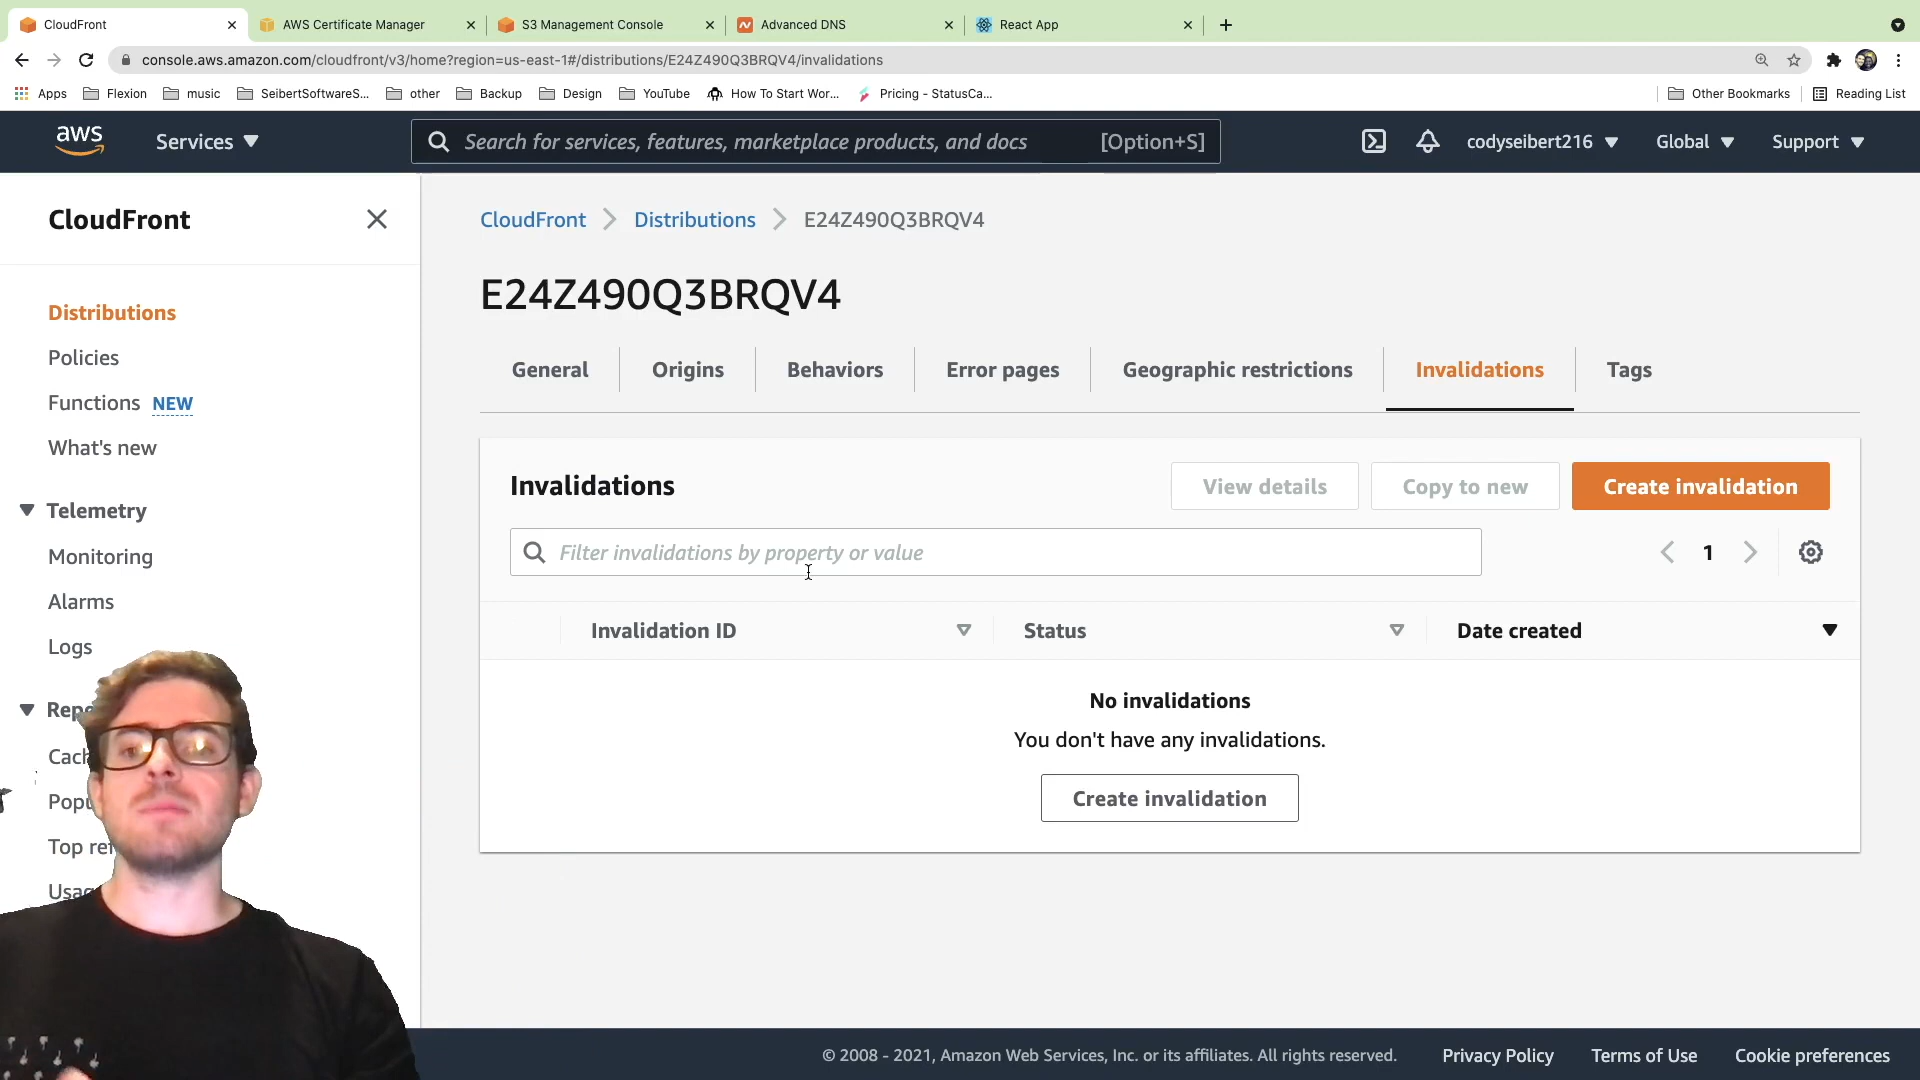 CloudFront
AWS Certificate Manager
S3 Management Console
Advanced DNS
React App
console.aws.amazon.com/cloudfront/v3/home?region=us-east-1#/distributions/E24Z490Q3BRQV4/invalidations
Apps
Flexion
music
SeibertSoftwareS...
other
Backup
Design
YouTube
How To Start Wor...
Pricing - StatusCa...
Other Bookmarks
Reading List
aws
Services
Search for services, features, marketplace products, and docs
[Option+S]
codyseibert216
Global
Support
CloudFront
Distributions
Policies
Functions NEW
What's new
Telemetry
Monitoring
Alarms
Logs
CloudFront
Distributions
E24Z490Q3BRQV4
E24Z490Q3BRQV4
General
Origins
Behaviors
Error pages
Geographic restrictions
Invalidations
Tags
Invalidations
View details
Copy to new
Create invalidation
Filter invalidations by property or value
1
Invalidation ID
Status
Date created
No invalidations
You don't have any invalidations.
Create invalidation
© 2008 - 2021, Amazon Web Services, Inc. or its affiliates. All rights reserved.
Privacy Policy
Terms of Use
Cookie preferences